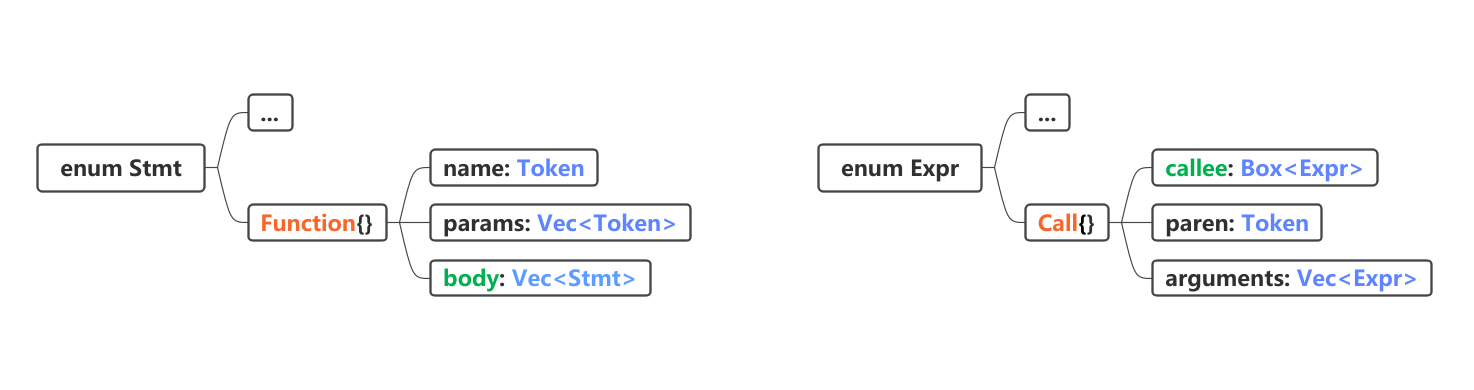 enum Stmt
...
Function{}
name: Token
params: Vec<Token>
body: Vec<Stmt>
enum Expr
...
Call{}
callee: Box<Expr>
paren: Token
arguments: Vec<Expr>